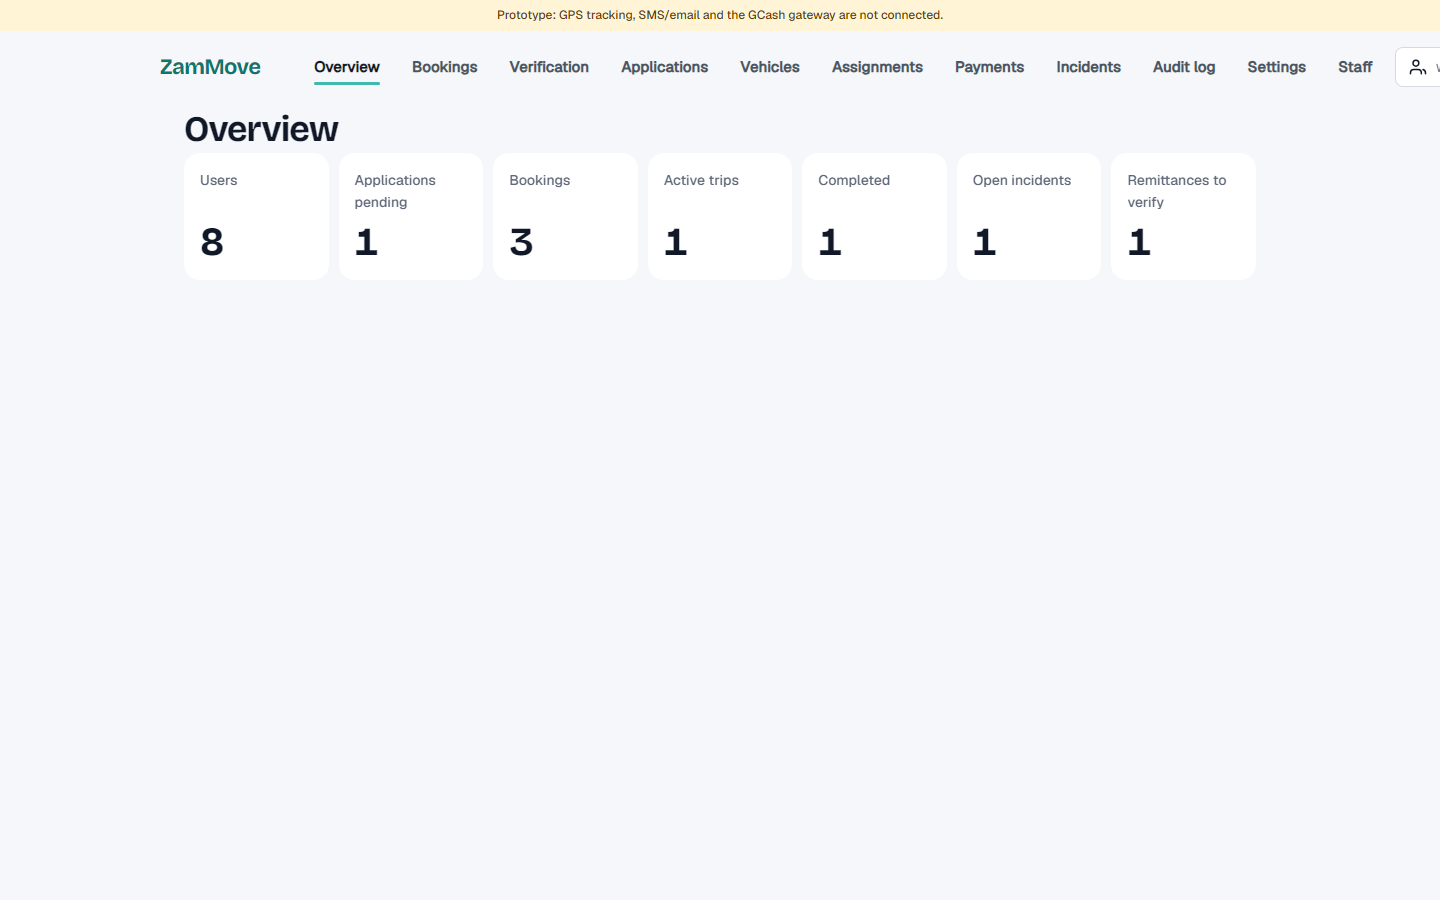 Prototype: GPS tracking, SMS/email and the GCash gateway are not connected.
ZamMove
Overview
Bookings
Verification
Applications
Vehicles
Assignments
Payments
Incidents
Audit log
Settings
Staff
Overview
Users
8
Applications
pending
1
Bookings
3
Active trips
1
Completed
1
Open incidents
1
Remittances to
verify
1